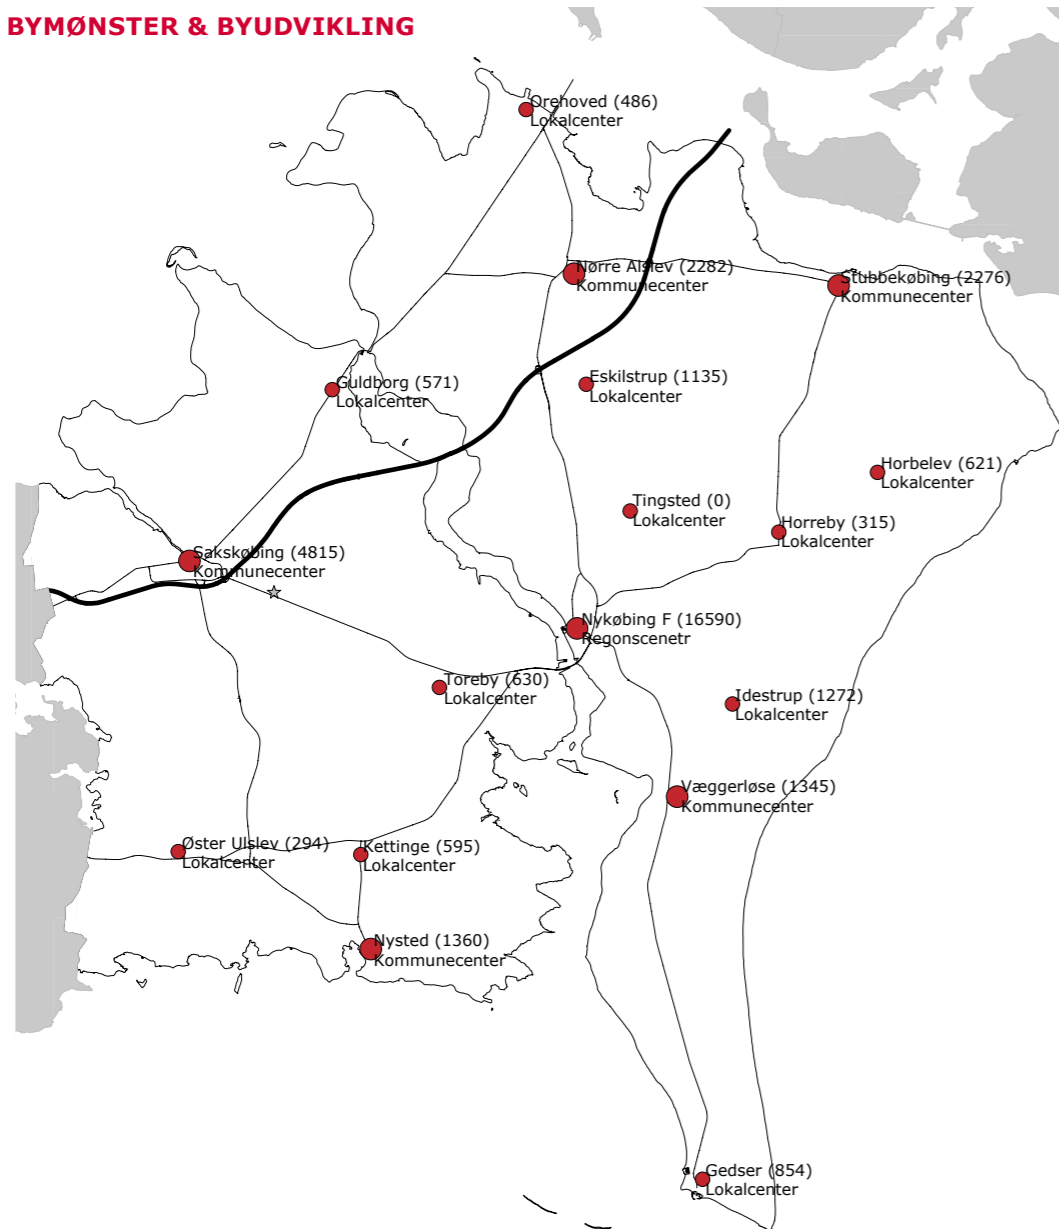 BYMØNSTER & BYUDVIKLING
Orehoved (486)
Lokalcenter
Nørre Alslev (2282)
Kommunecenter
Stubbekøbing (2276)
Kommunecenter
Guldborg (571)
Lokalcenter
Eskilstrup (1135)
Lokalcenter
Horbelev (621)
Lokalcenter
Tingsted (0)
Lokalcenter
Horreby (315)
Lokalcenter
Sakskøbing (4815)
Kommunecenter
Nykøbing F (16590)
Regonscenetr
Toreby (630)
Lokalcenter
Idestrup (1272)
Lokalcenter
Væggerløse (1345)
Kommunecenter
Øster Ulslev (294)
Lokalcenter
Kettinge (595)
Lokalcenter
Nysted (1360)
Kommunecenter
Gedser (854)
Lokalcenter